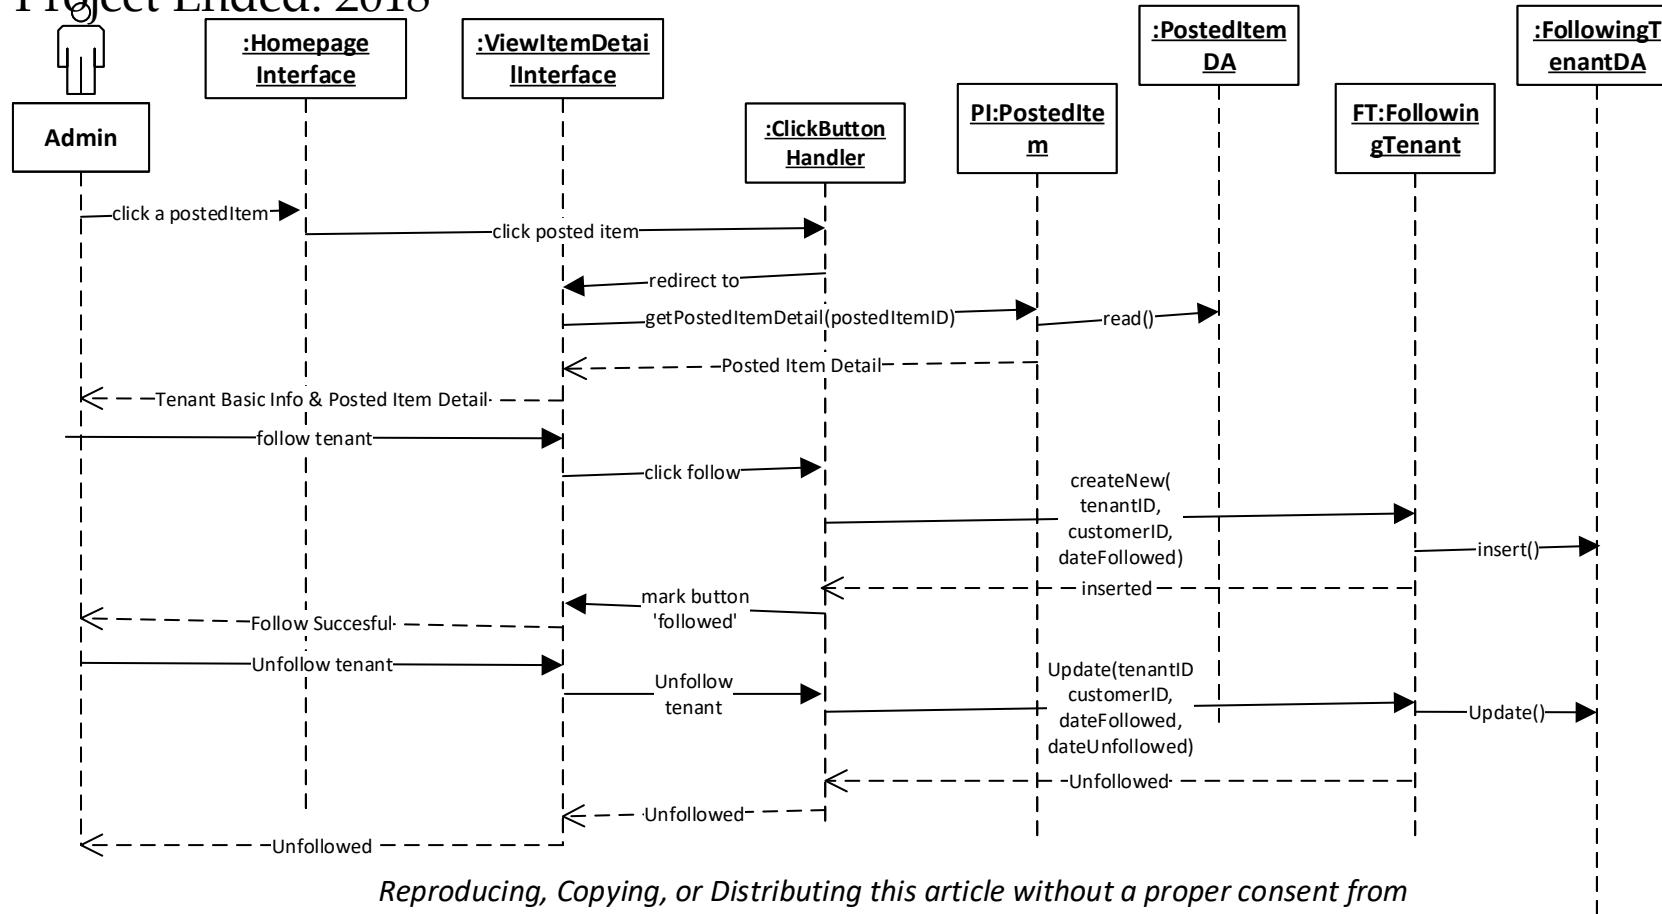 Project Ended: 2018
:Homepage
Interface
:ViewItemDetai
lInterface
:PostedItem
DA
:FollowingT
enantDA
Admin
:ClickButton
Handler
PI:PostedIte
m
FT:Followin
gTenant
click a postedItem
click posted item
redirect to
getPostedItemDetail(postedItemID)
read()
Posted Item Detail
Tenant Basic Info & Posted Item Detail
follow tenant
click follow
createNew(
tenantID,
customerID,
dateFollowed)
insert()
inserted
mark button
'followed'
Follow Succesful
Unfollow tenant
Unfollow
tenant
Update(tenantID
customerID,
dateFollowed,
dateUnfollowed)
Update()
Unfollowed
Unfollowed
Unfollowed
Reproducing, Copying, or Distributing this article without a proper consent from